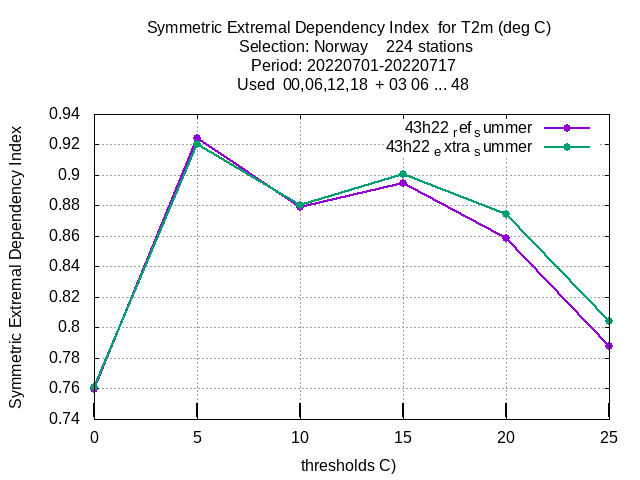 Symmetric Extremal Dependency Index for T2m (deg C)
Selection: Norway 224 stations
Period: 20220701-20220717
Used 00,06,12,18 + 03 06 ... 48
43h22 ref summer
43h22 extra summer
Symmetric Extremal Dependency Index
0.94
0.92
0.9
0.88
0.86
0.84
0.82
0.8
0.78
0.76
0.74
0 5 10 15 20 25
thresholds C)